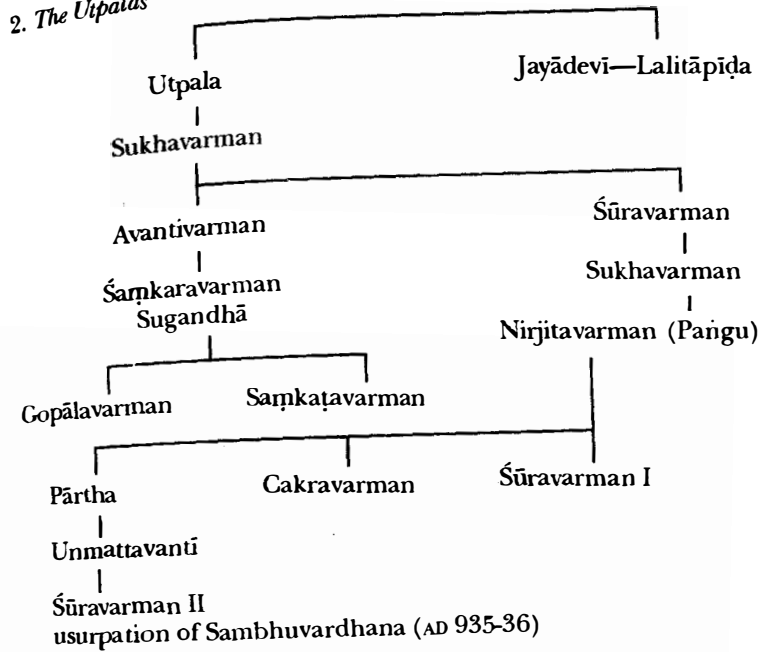 2. The Utpalas
Utpala
Jayādevī—Lalitāpīḍa
Sukhavarman
Avantivarman
Śūravarman
Śaṃkaravarman
Sugandhā
Sukhavarman
Nirjitavarman (Paṅgu)
Gopālavarman
Saṃkaṭavarman
Pārtha
Cakravarman
Śūravarman I
Unmattavantī
Śūravarman II
usurpation of Sambhuvardhana (AD 935-36)